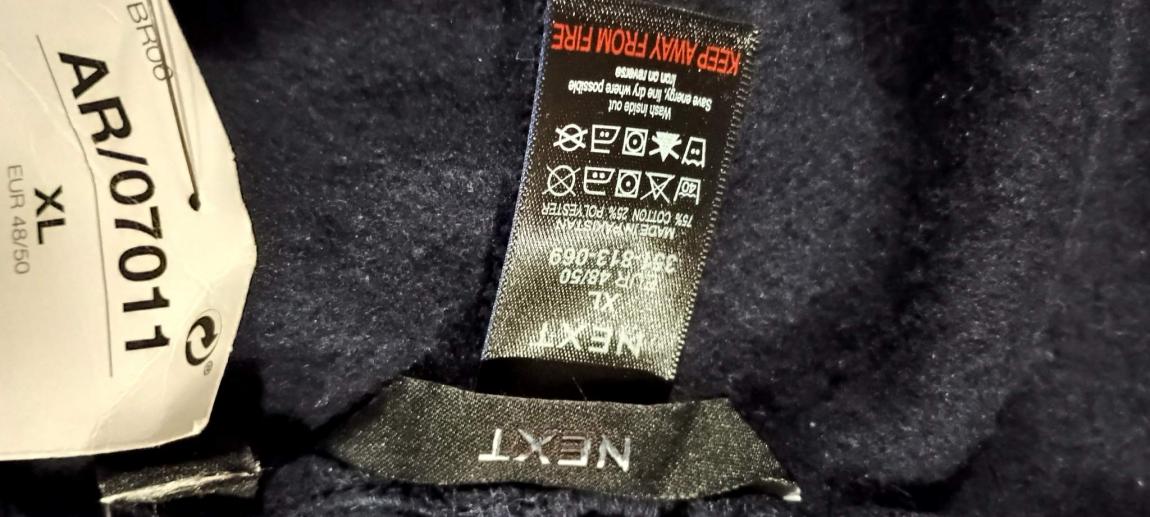 BR06
AR/07011
XL
EUR 48/50
NEXT
NEXT
XL
EUR 48/50
MADE IN PAKISTAN
75% COTTON 25% POLYESTER
40
Wash inside out
Save energy, line dry where possible
Iron on reverse
KEEP AWAY FROM FIRE